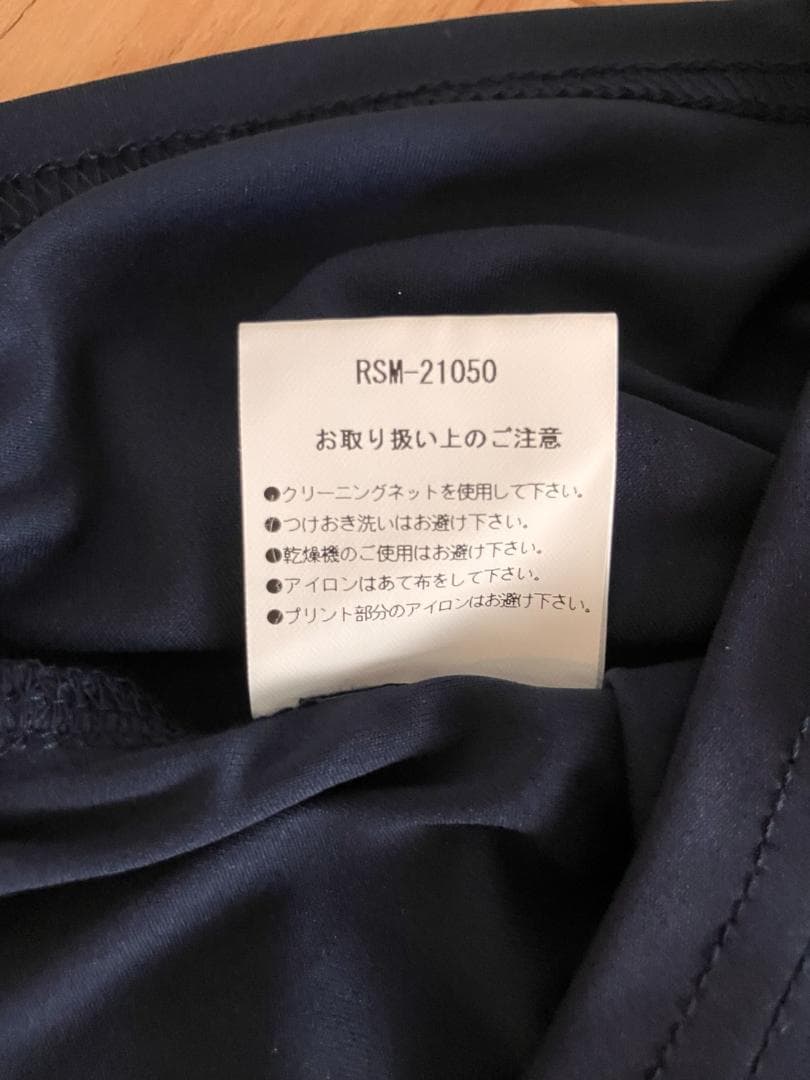 RSM-21050
お取り扱い上のご注意
●クリーニングネットを使用して下さい。
●つけおき洗いはお避け下さい。
●乾燥機のご使用はお避け下さい。
●アイロンはあて布をして下さい。
●プリント部分のアイロンはお避け下さい。